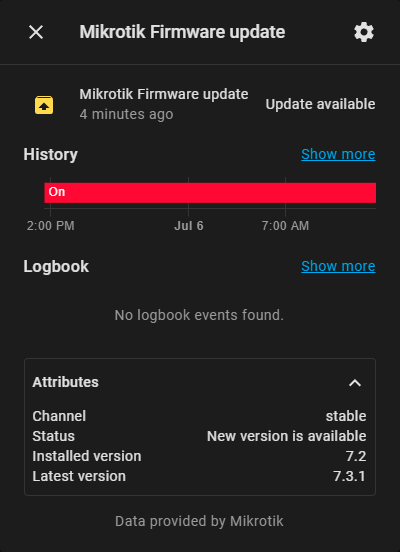 Mikrotik Firmware update
Mikrotik Firmware update
Update available
4 minutes ago
History
Show more
On
2:00 PM
Jul 6
7:00 AM
Logbook
Show more
No logbook events found.
Attributes
Channel stable
Status New version is available
Installed version 7.2
Latest version 7.3.1
Data provided by Mikrotik